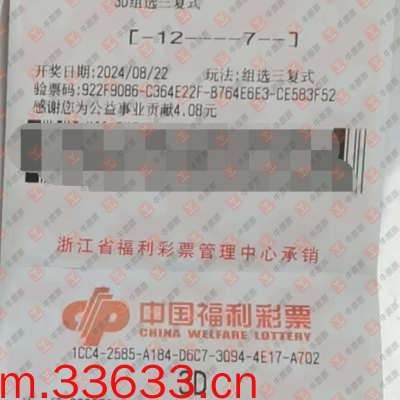 3D组选三复式
[-12----7--]
开奖日期:2024/08/22 玩法:组选三复式
验票码:922F9086-C364E22F-B764E6E3-CE583F52
感谢您为公益事业贡献4.08元
浙江省福利彩票管理中心承销
中国福利彩票
CHINA WELFARE LOTTERY
1CC4-2585-A184-D6C7-3094-4E17-A702
3D
m.33633.cn